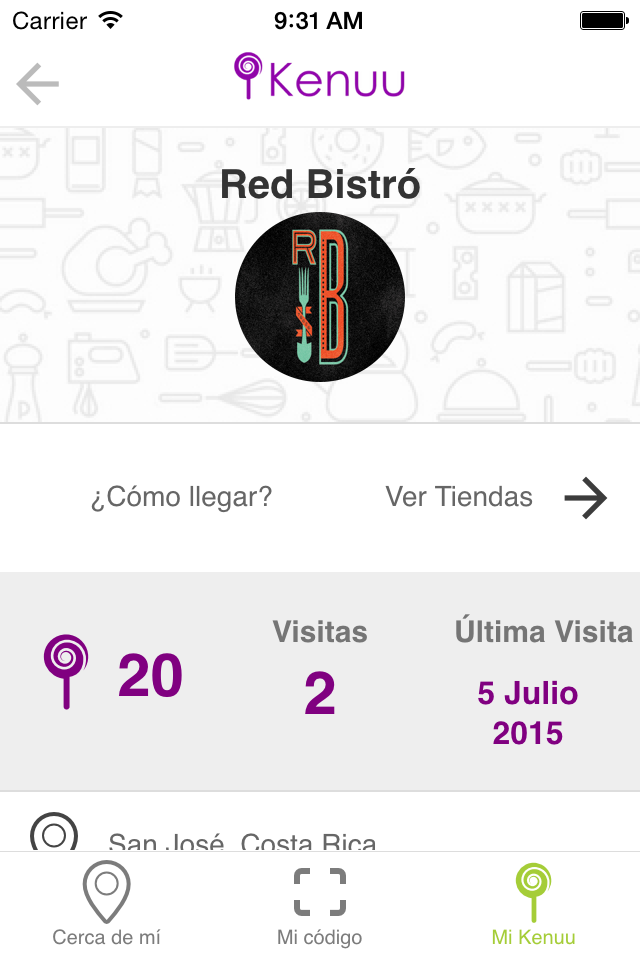 Carrier 9:31 AM
Kenuu
Red Bistró
R B
S
¿Cómo llegar? Ver Tiendas
Visitas Última Visita
20 2 5 Julio
2015
San José, Costa Rica
Cerca de mí Mi código Mi Kenuu